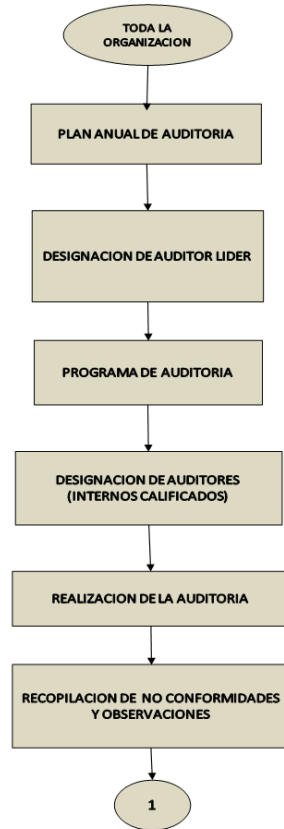 TODA LA
ORGANIZACION
PLAN ANUAL DE AUDITORIA
DESIGNACION DE AUDITOR LIDER
PROGRAMA DE AUDITORIA
DESIGNACION DE AUDITORES
(INTERNOS CALIFICADOS)
REALIZACION DE LA AUDITORIA
RECOPILACION DE NO CONFORMIDADES
Y OBSERVACIONES
1